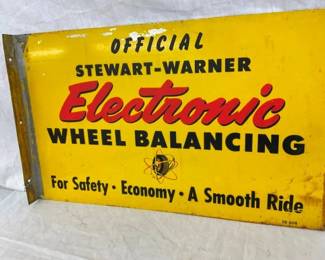 OFFICIAL
STEWART-WARNER
Electronic
WHEEL BALANCING
For Safety • Economy • A Smooth Ride